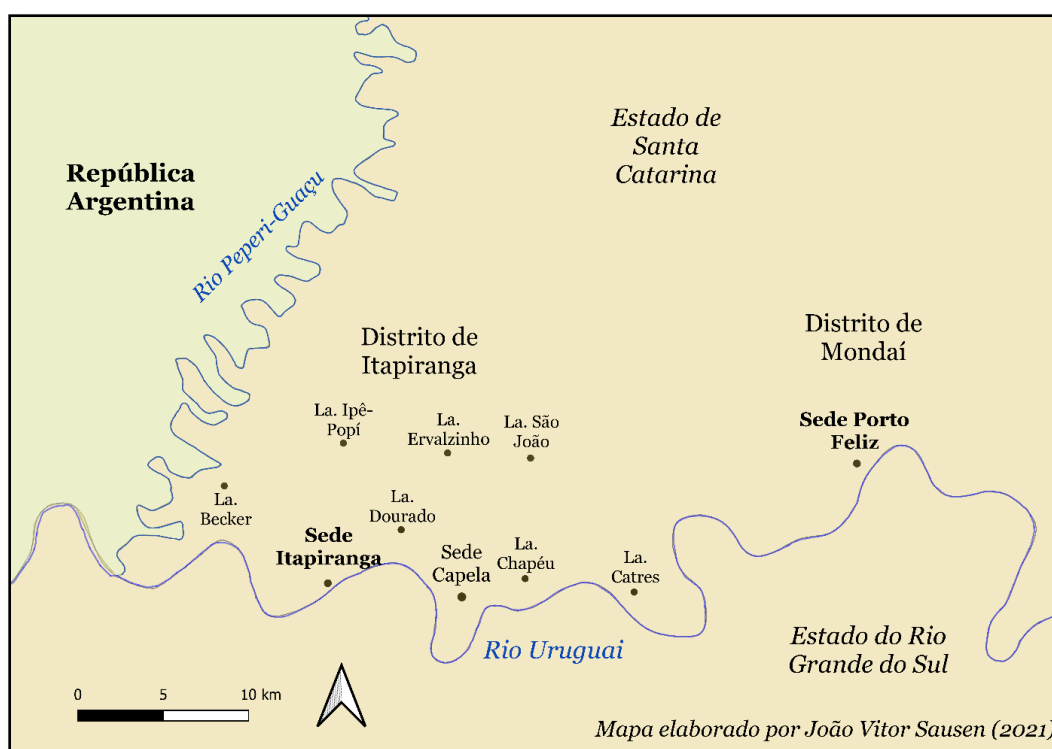 Estado de
Santa
Catarina
República
Argentina
Rio Peperi-Guaçu
Distrito de
Itapiranga
Distrito de
Mondaí
La. Ipê-
Popí
La.
Ervalzinho
La. São
João
Sede Porto
Feliz
La.
Becker
La.
Dourado
Sede
Itapiranga
Sede
Capela
La.
Chapéu
La.
Catres
Rio Uruguai
Estado do Rio
Grande do Sul
0 5 10 km
Mapa elaborado por João Vitor Sausen (2021)